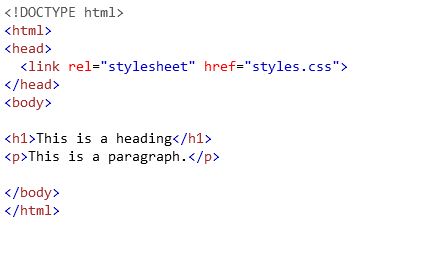 <!DOCTYPE html>
<html>
<head>
  <link rel="stylesheet" href="styles.css">
</head>
<body>

<h1>This is a heading</h1>
<p>This is a paragraph.</p>

</body>
</html>